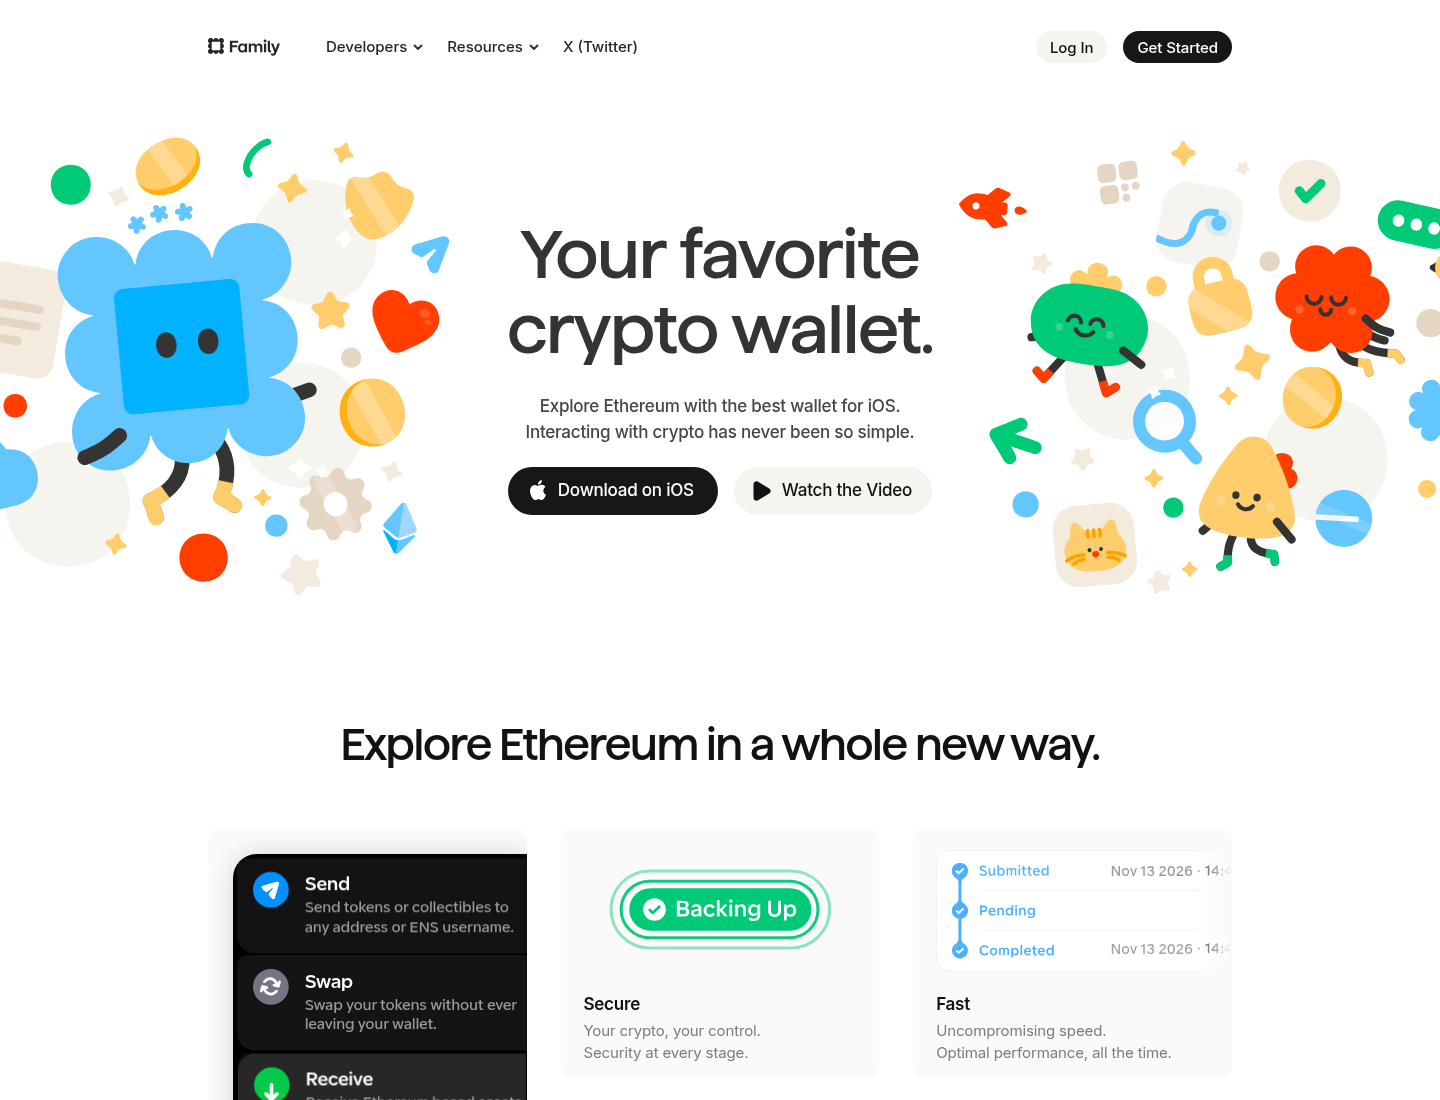 Family
Developers
Resources
X (Twitter)
Log In
Get Started
Your favorite
crypto wallet.
Explore Ethereum with the best wallet for iOS.
Interacting with crypto has never been so simple.
Download on iOS
Watch the Video
Explore Ethereum in a whole new way.
Send
Send tokens or collectibles to
any address or ENS username.
Swap
Swap your tokens without ever
leaving your wallet.
Receive
Backing Up
Secure
Your crypto, your control.
Security at every stage.
Submitted
Nov 13 2026 · 14:4
Pending
Completed
Nov 13 2026 · 14:4
Fast
Uncompromising speed.
Optimal performance, all the time.